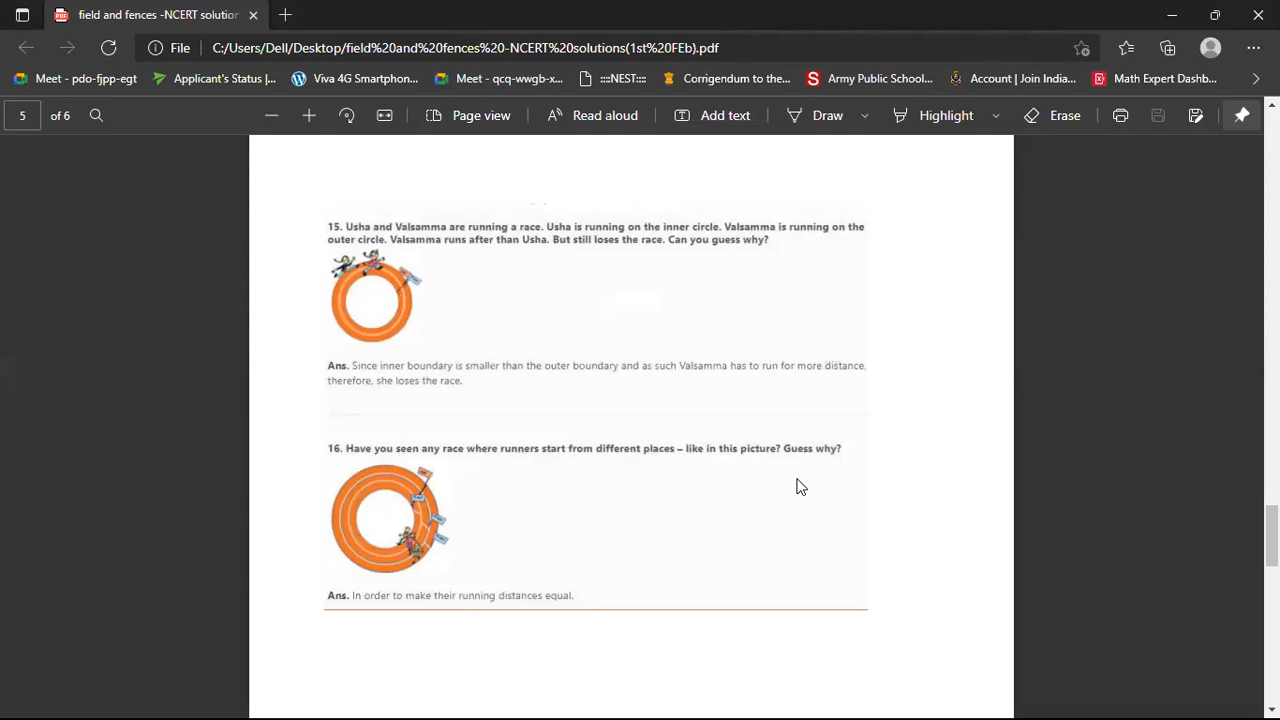 field and fences -NCERT solution
File C:/Users/Dell/Desktop/field%20and%20fences%20-NCERT%20solutions(1st%20FEb).pdf
Meet - pdo-fjpp-egt Applicant's Status |... Viva 4G Smartphon... Meet - qcq-wwgb-x... ::::NEST:::: Corrigendum to the... Army Public School... Account | Join India... Math Expert Dashb...
5 of 6 Page view Read aloud Add text Draw Highlight Erase
15. Usha and Valsamma are running a race. Usha is running on the inner circle. Valsamma is running on the
outer circle. Valsamma runs after than Usha. But still loses the race. Can you guess why?
Ans. Since inner boundary is smaller than the outer boundary and as such Valsamma has to run for more distance,
therefore, she loses the race.
16. Have you seen any race where runners start from different places – like in this picture? Guess why?
Ans. In order to make their running distances equal.